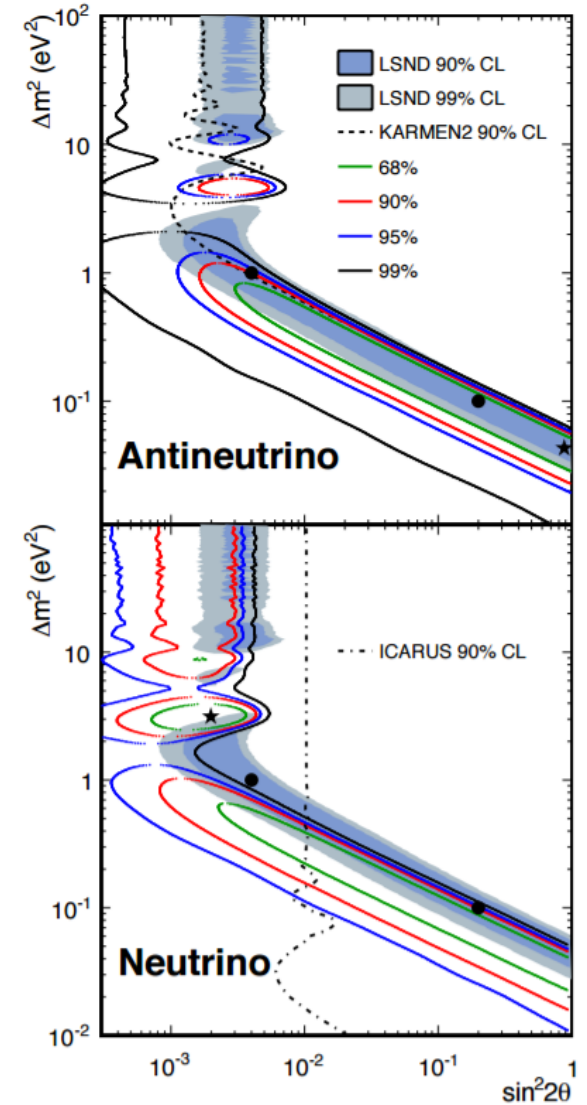 Δm² (eV²)
10²
LSND 90% CL
LSND 99% CL
KARMEN2 90% CL
10
68%
90%
95%
99%
1
10⁻¹
Antineutrino
Δm² (eV²)
ICARUS 90% CL
10
1
10⁻¹
Neutrino
10⁻²
10⁻³ 10⁻² 10⁻¹ 1
sin²2θ